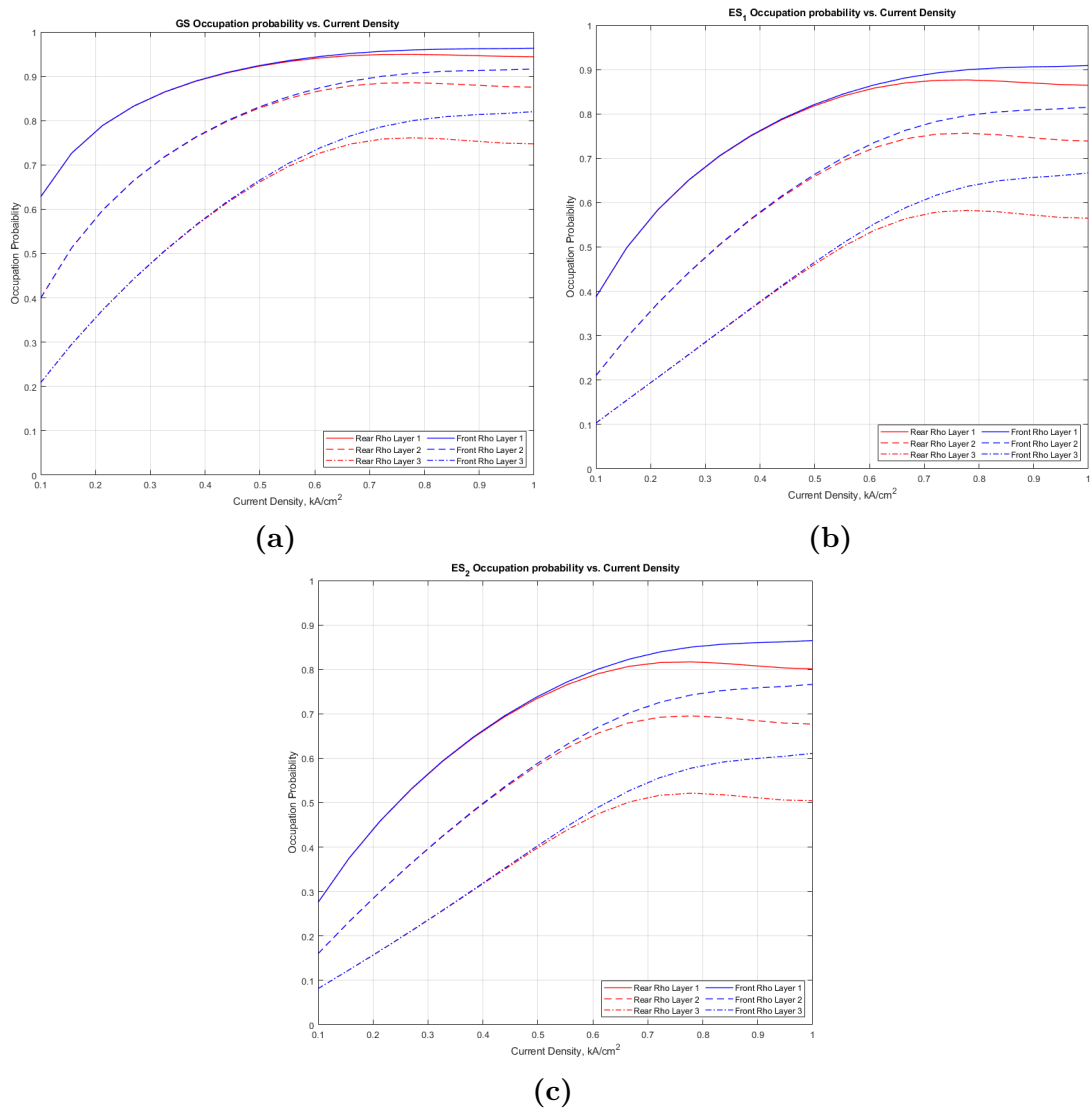 GS Occupation probability vs. Current Density
Occupation Probaibility
1
0.9
0.8
0.7
0.6
0.5
0.4
0.3
0.2
0.1
0
0.1 0.2 0.3 0.4 0.5 0.6 0.7 0.8 0.9 1
Rear Rho Layer 1 Front Rho Layer 1
Rear Rho Layer 2 Front Rho Layer 2
Rear Rho Layer 3 Front Rho Layer 3
Current Density, kA/cm2
(a)
ES1 Occupation probability vs. Current Density
Occupation Probaibility
1
0.9
0.8
0.7
0.6
0.5
0.4
0.3
0.2
0.1
0
0.1 0.2 0.3 0.4 0.5 0.6 0.7 0.8 0.9 1
Rear Rho Layer 1 Front Rho Layer 1
Rear Rho Layer 2 Front Rho Layer 2
Rear Rho Layer 3 Front Rho Layer 3
Current Density, kA/cm2
(b)
ES2 Occupation probability vs. Current Density
Occupation Probaibility
1
0.9
0.8
0.7
0.6
0.5
0.4
0.3
0.2
0.1
0
0.1 0.2 0.3 0.4 0.5 0.6 0.7 0.8 0.9 1
Rear Rho Layer 1 Front Rho Layer 1
Rear Rho Layer 2 Front Rho Layer 2
Rear Rho Layer 3 Front Rho Layer 3
Current Density, kA/cm2
(c)